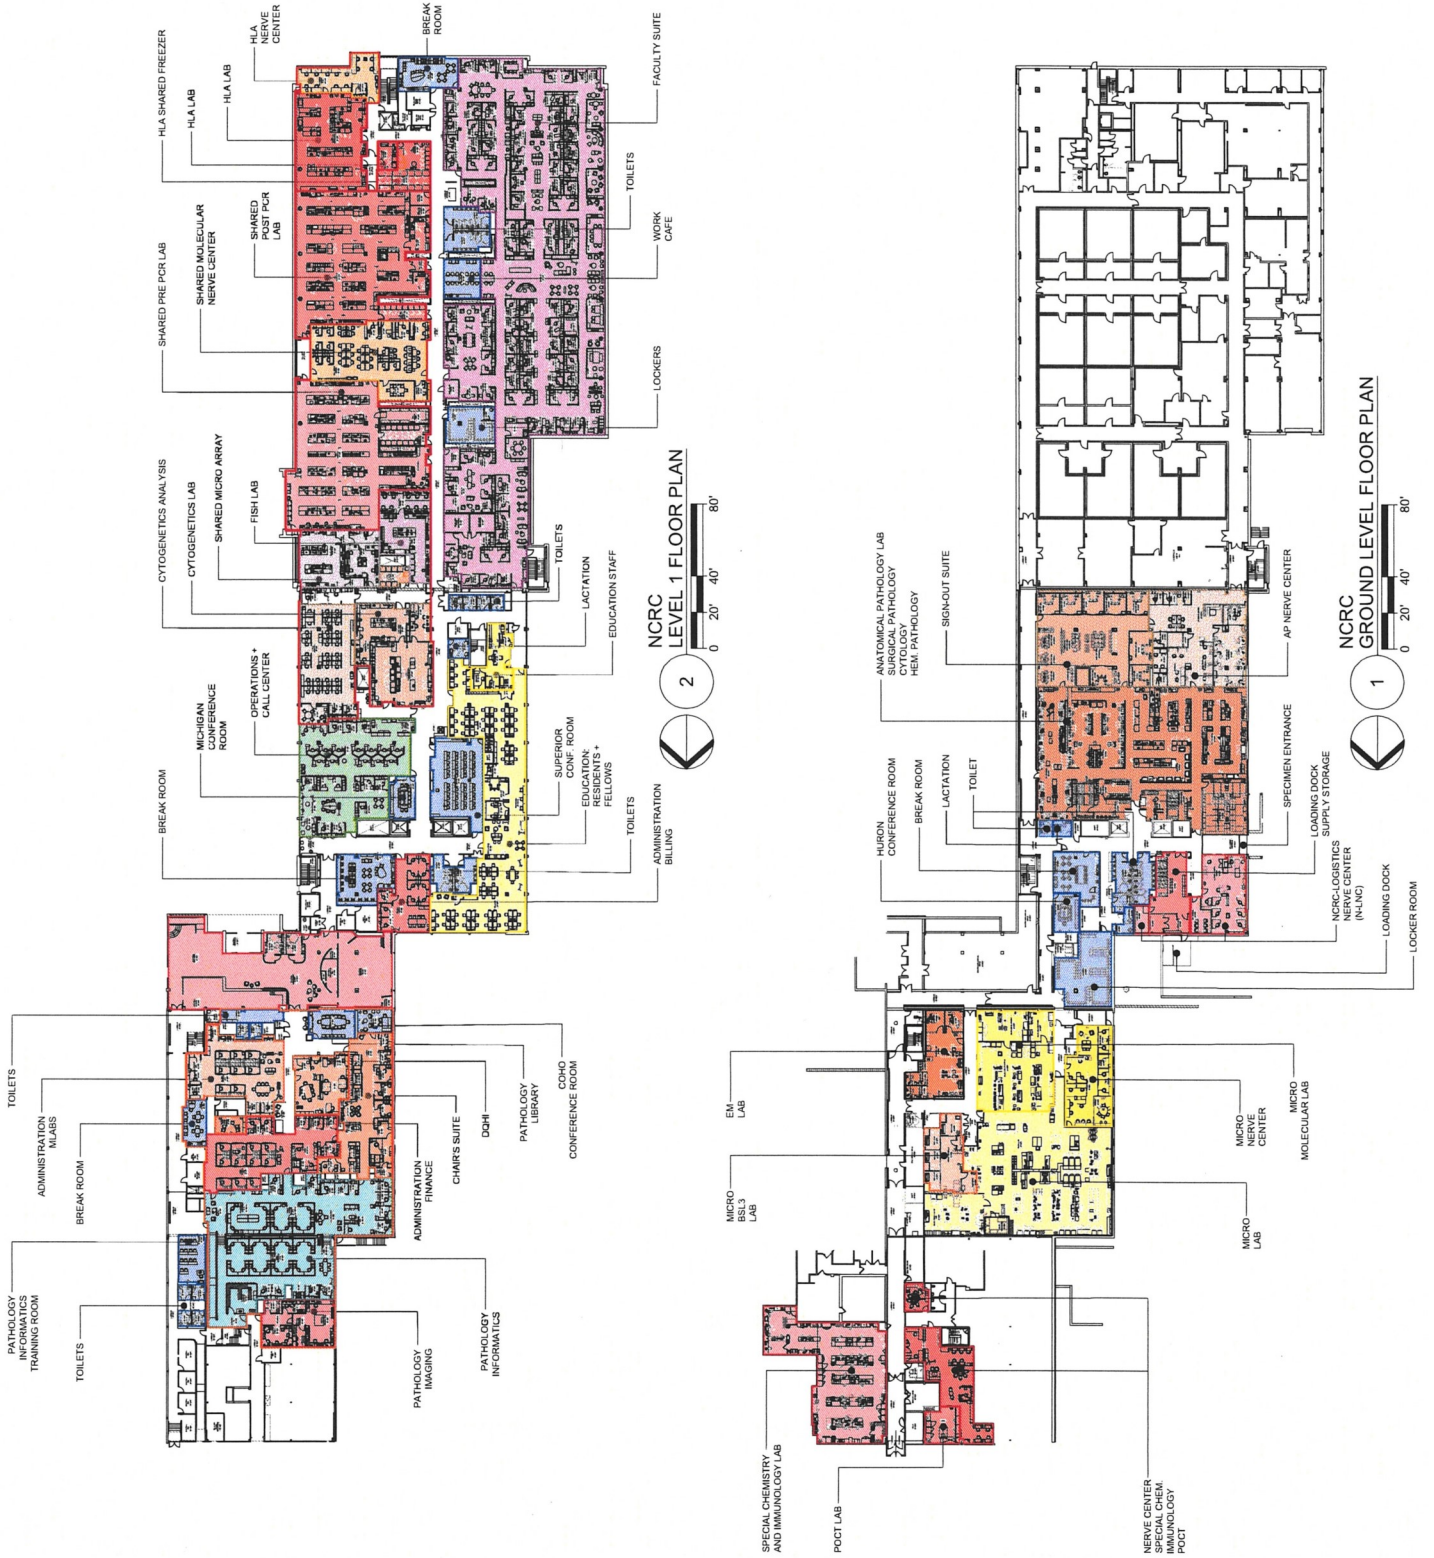 PATHOLOGY
INFORMATICS
TRAINING ROOM
TOILETS
BREAK ROOM
ADMINISTRATION
MLABS
TOILETS
BREAK ROOM
MICHIGAN
CONFERENCE
ROOM
OPERATIONS +
CALL CENTER
CYTOGENETICS ANALYSIS
CYTOGENETICS LAB
SHARED MICRO ARRAY
FISH LAB
SHARED PRE PCR LAB
SHARED MOLECULAR
NERVE CENTER
SHARED
POST PCR
LAB
HLA SHARED FREEZER
HLA LAB
HLA LAB
HLA
NERVE
CENTER
BREAK
ROOM
PATHOLOGY
IMAGING
PATHOLOGY
INFORMATICS
ADMINISTRATION
FINANCE
CHAIR'S SUITE
DQHI
PATHOLOGY
LIBRARY
COHO
CONFERENCE ROOM
ADMINISTRATION
BILLING
TOILETS
EDUCATION:
RESIDENTS +
FELLOWS
SUPERIOR
CONF. ROOM
EDUCATION STAFF
LACTATION
TOILETS
LOCKERS
WORK
CAFE
TOILETS
FACULTY SUITE
2
NCRC
LEVEL 1 FLOOR PLAN
0 20' 40' 80'
SPECIAL CHEMISTRY
AND IMMUNOLOGY LAB
POCT LAB
MICRO
BSL3
LAB
EM
LAB
HURON
CONFERENCE ROOM
BREAK ROOM
LACTATION
TOILET
ANATOMICAL PATHOLOGY LAB
SURGICAL PATHOLOGY
CYTOLOGY
HEM. PATHOLOGY
SIGN-OUT SUITE
NERVE CENTER
SPECIAL CHEM.
IMMUNOLOGY
POCT
MICRO
LAB
MICRO
NERVE
CENTER
MICRO
MOLECULAR LAB
LOCKER ROOM
LOADING DOCK
NCRC-LOGISTICS
NERVE CENTER
(N-LNC)
LOADING DOCK
SUPPLY STORAGE
SPECIMEN ENTRANCE
AP NERVE CENTER
1
NCRC
GROUND LEVEL FLOOR PLAN
0 20' 40' 80'